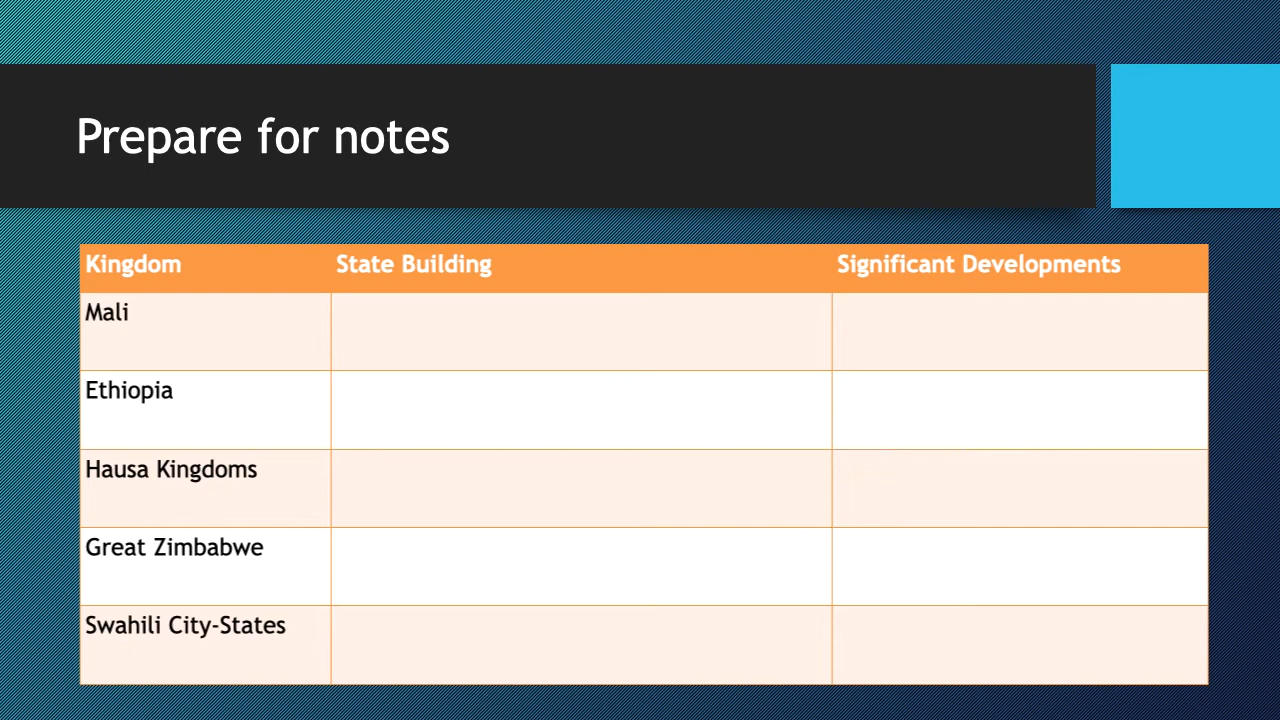 Prepare for notes
Kingdom State Building Significant Developments
Mali
Ethiopia
Hausa Kingdoms
Great Zimbabwe
Swahili City-States